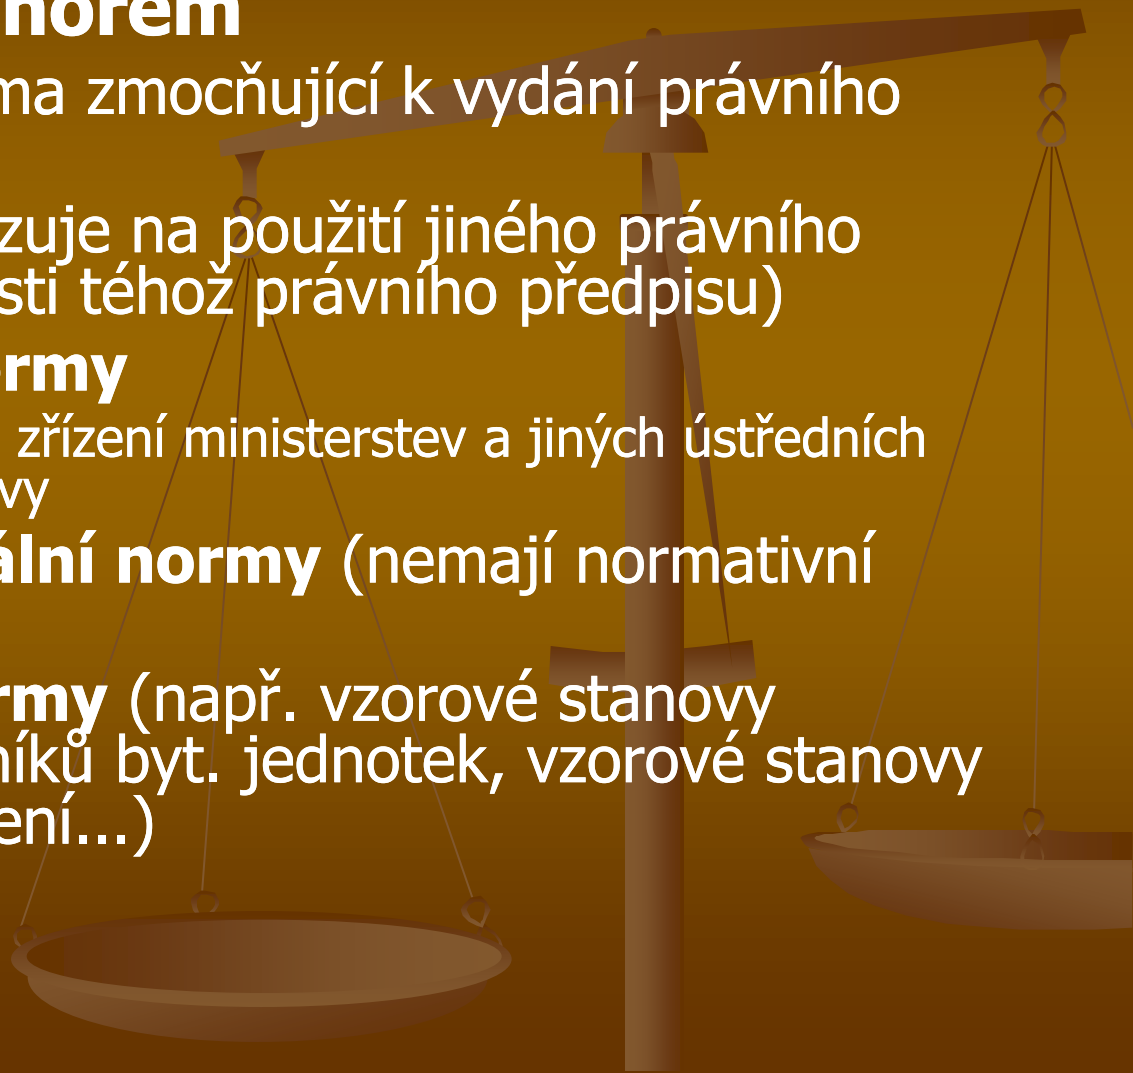 norem
ma zmocňující k vydání právního
zuje na použití jiného právního
sti téhož právního předpisu)
ormy
zřízení ministerstev a jiných ústředních
vy
ální normy (nemají normativní
rmy (např. vzorové stanovy
níků byt. jednotek, vzorové stanovy
ení...)